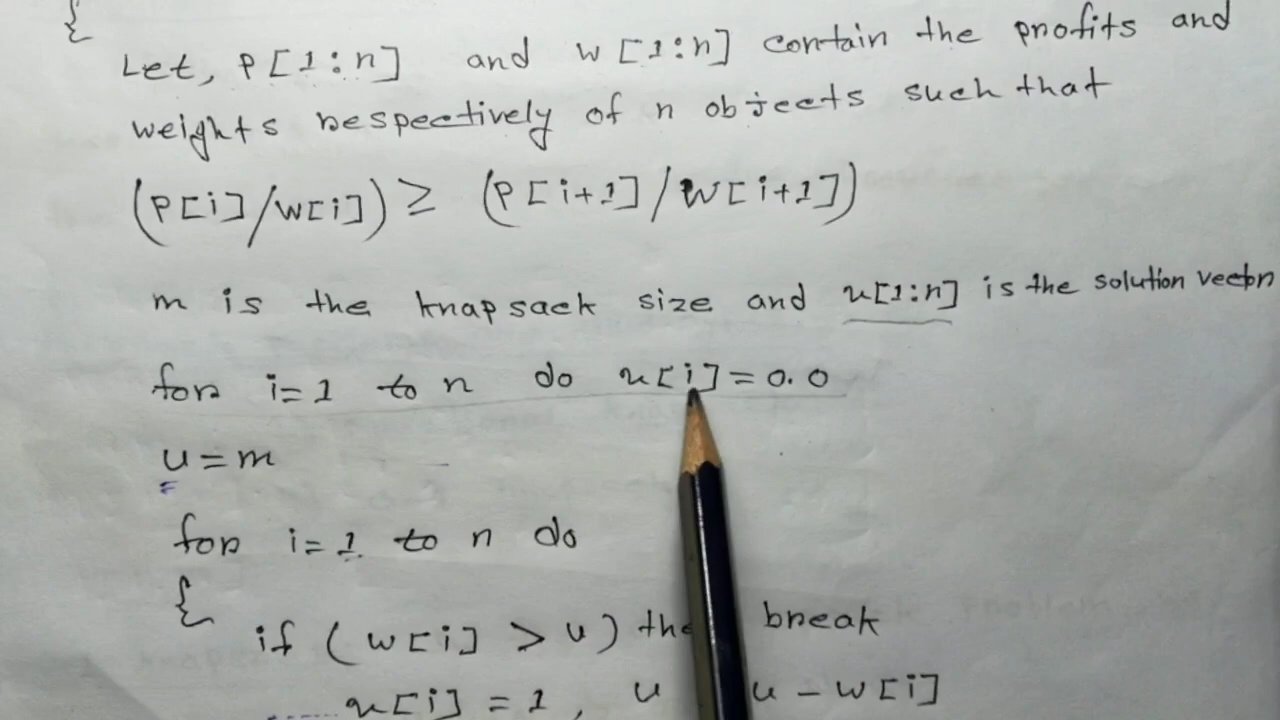 {
Let, P[1:n] and W[1:n] contain the profits and
weights respectively of n objects such that
(P[i]/W[i]) ≥ (P[i+1]/W[i+1])
m is the knapsack size and x[1:n] is the solution vector
for i=1 to n do x[i]=0.0
u=m
for i=1 to n do
{
if (W[i] > u) the break
x[i] = 1, u u - W[i]